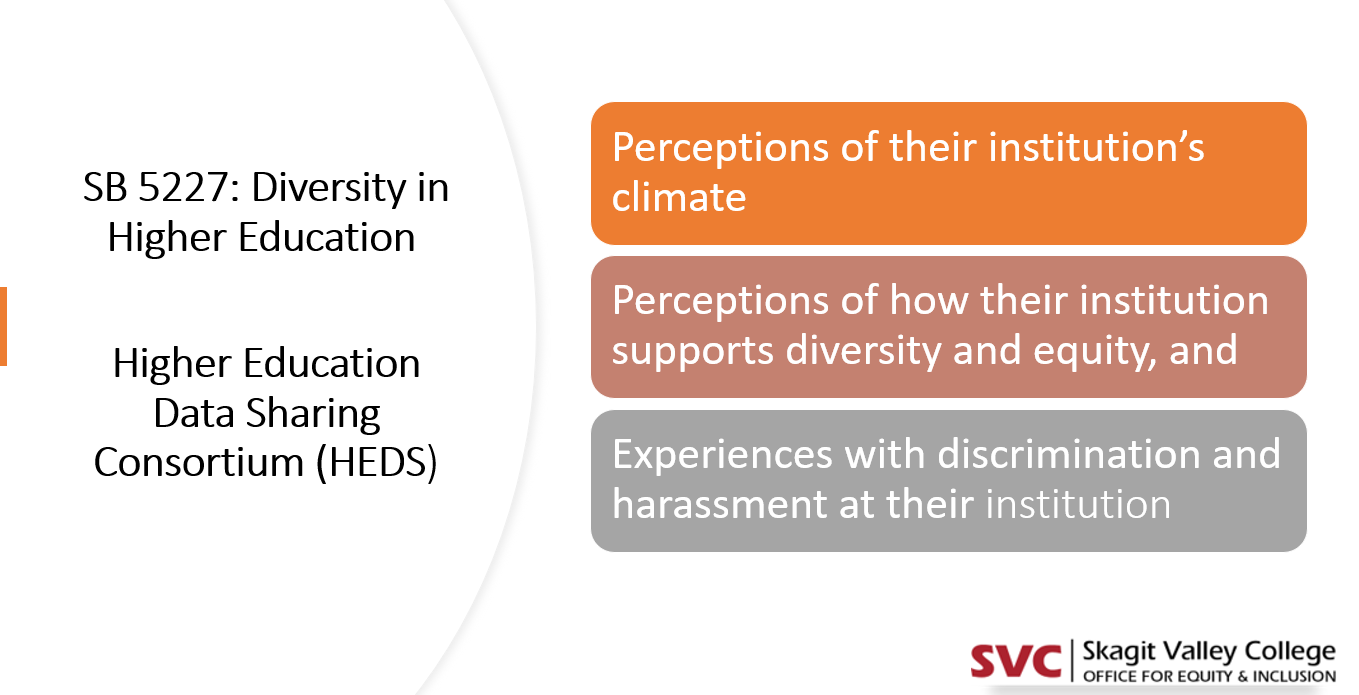 SB 5227: Diversity in
Higher Education
Higher Education
Data Sharing
Consortium (HEDS)
Perceptions of their institution’s
climate
Perceptions of how their institution
supports diversity and equity, and
Experiences with discrimination and
harassment at their institution
SVC Skagit Valley College
OFFICE FOR EQUITY & INCLUSION